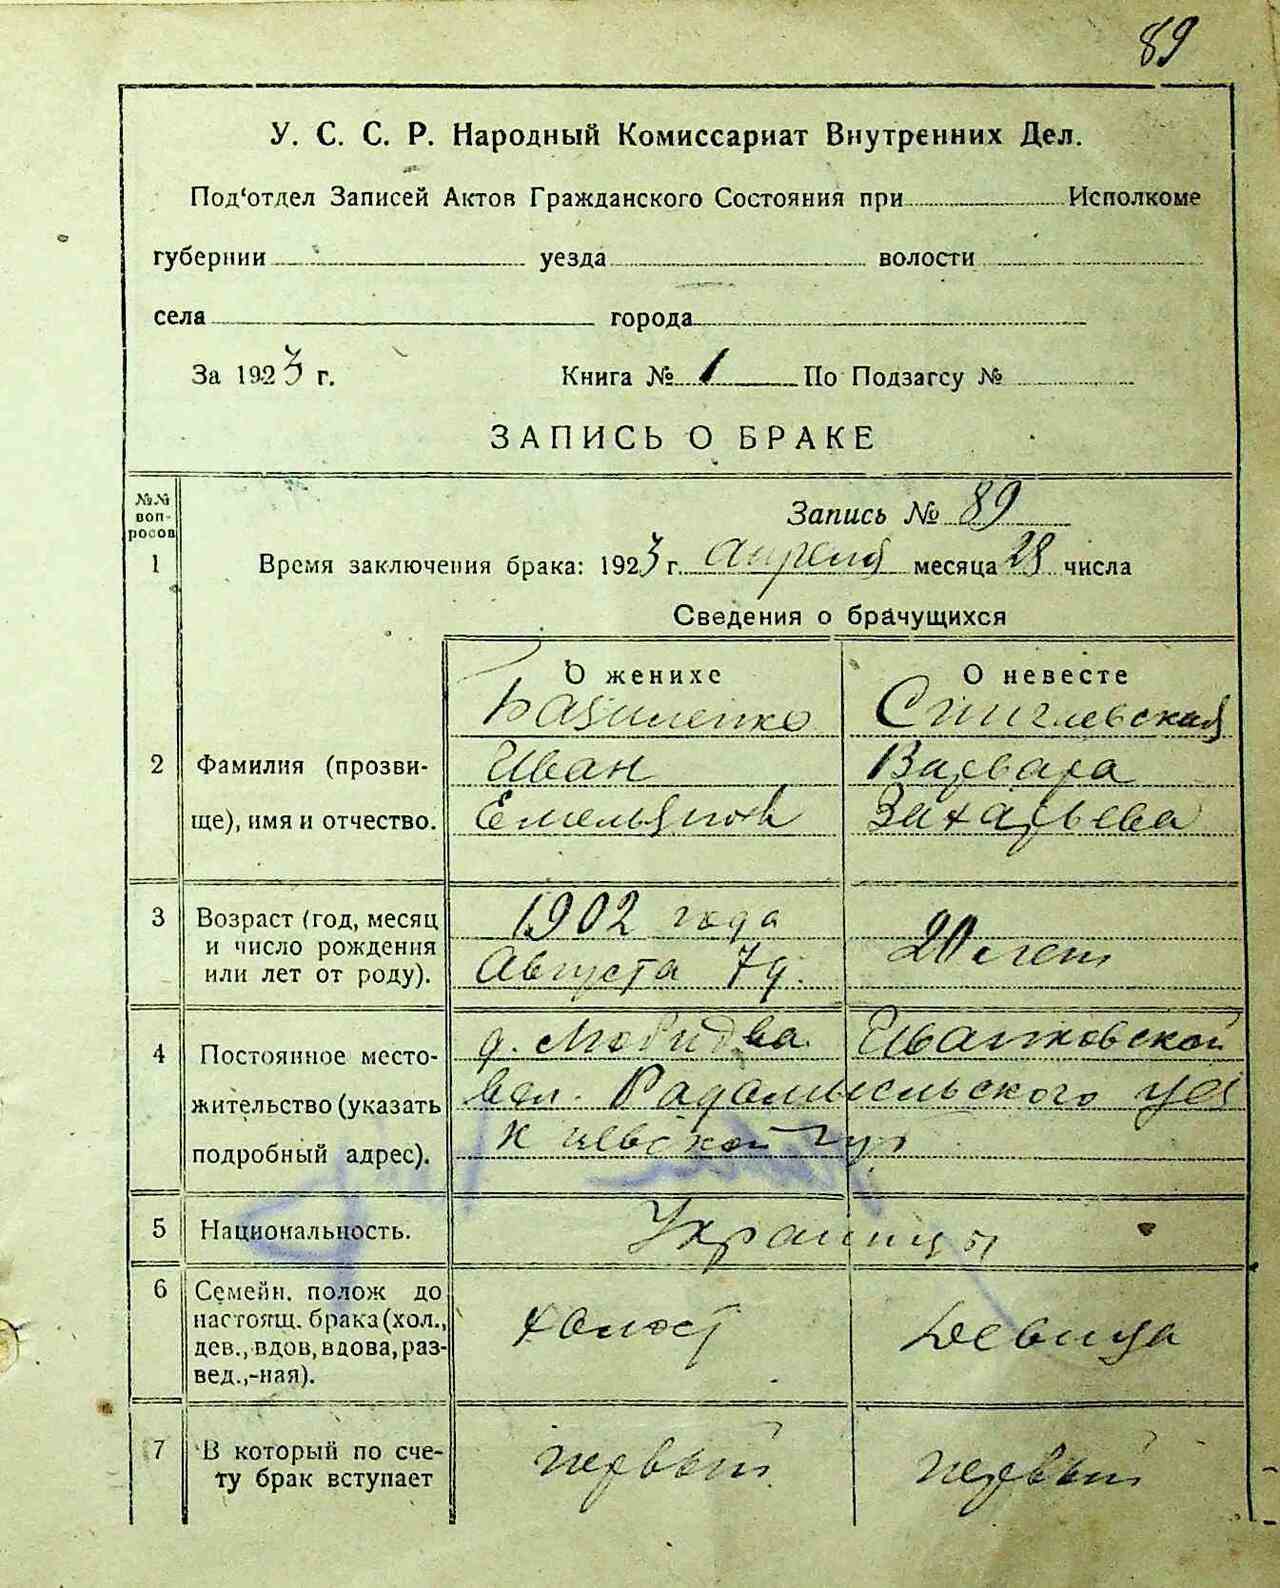 89
У. С. С. Р. Народный Комиссариат Внутренних Дел.
Под‘отдел Записей Актов Гражданского Состояния при Исполкоме
губернии уезда волости
села города
За 1923 г. Книга № 1 По Подзагсу №
ЗАПИСЬ О БРАКЕ
№№ вопросов
Запись № 89
1 Время заключения брака: 1923 г. апреля месяца 28 числа
Сведения о брачущихся
О женихе О невесте
2 Фамилия (прозвище), имя и отчество.
Базиленко
Иван
Емельянов
Варвара
Захарьева
3 Возраст (год, месяц и число рождения или лет от роду).
1902 года
Августа 7 д.
20 лет
4 Постоянное местожительство (указать подробный адрес).
д. Иванковской
вол. Радомысльского уез
Киевской губ
5 Национальность. Украинцы
6 Семейн. полож до настоящ. брака (хол., дев., вдов, вдова, развед.,-ная).
холост девица
7 В который по счету брак вступает
первый первый